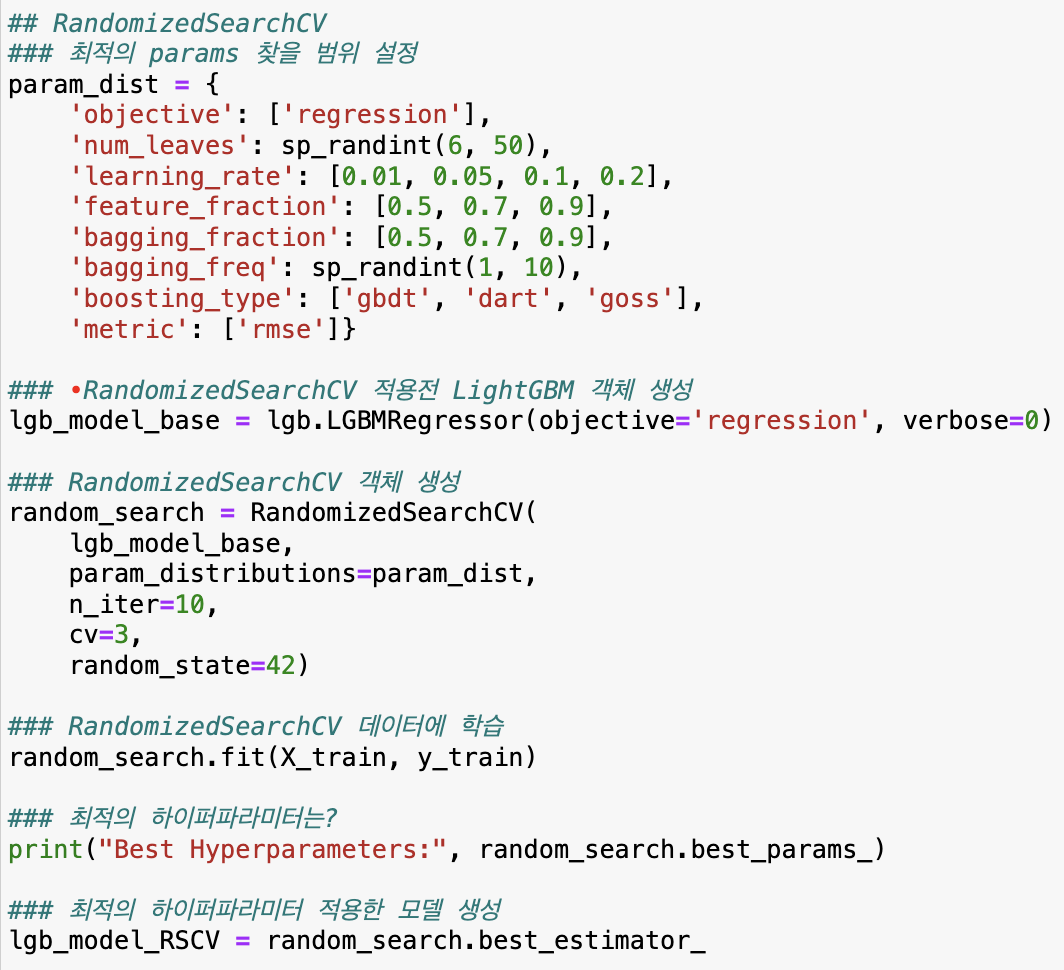 ## RandomizedSearchCV
### 최적의 params 찾을 범위 설정
param_dist = {
    'objective': ['regression'],
    'num_leaves': sp_randint(6, 50),
    'learning_rate': [0.01, 0.05, 0.1, 0.2],
    'feature_fraction': [0.5, 0.7, 0.9],
    'bagging_fraction': [0.5, 0.7, 0.9],
    'bagging_freq': sp_randint(1, 10),
    'boosting_type': ['gbdt', 'dart', 'goss'],
    'metric': ['rmse']}
### •RandomizedSearchCV 적용전 LightGBM 객체 생성
lgb_model_base = lgb.LGBMRegressor(objective='regression', verbose=0)
### RandomizedSearchCV 객체 생성
random_search = RandomizedSearchCV(
    lgb_model_base,
    param_distributions=param_dist,
    n_iter=10,
    cv=3,
    random_state=42)
### RandomizedSearchCV 데이터에 학습
random_search.fit(X_train, y_train)
### 최적의 하이퍼파라미터는?
print("Best Hyperparameters:", random_search.best_params_)
### 최적의 하이퍼파라미터 적용한 모델 생성
lgb_model_RSCV = random_search.best_estimator_